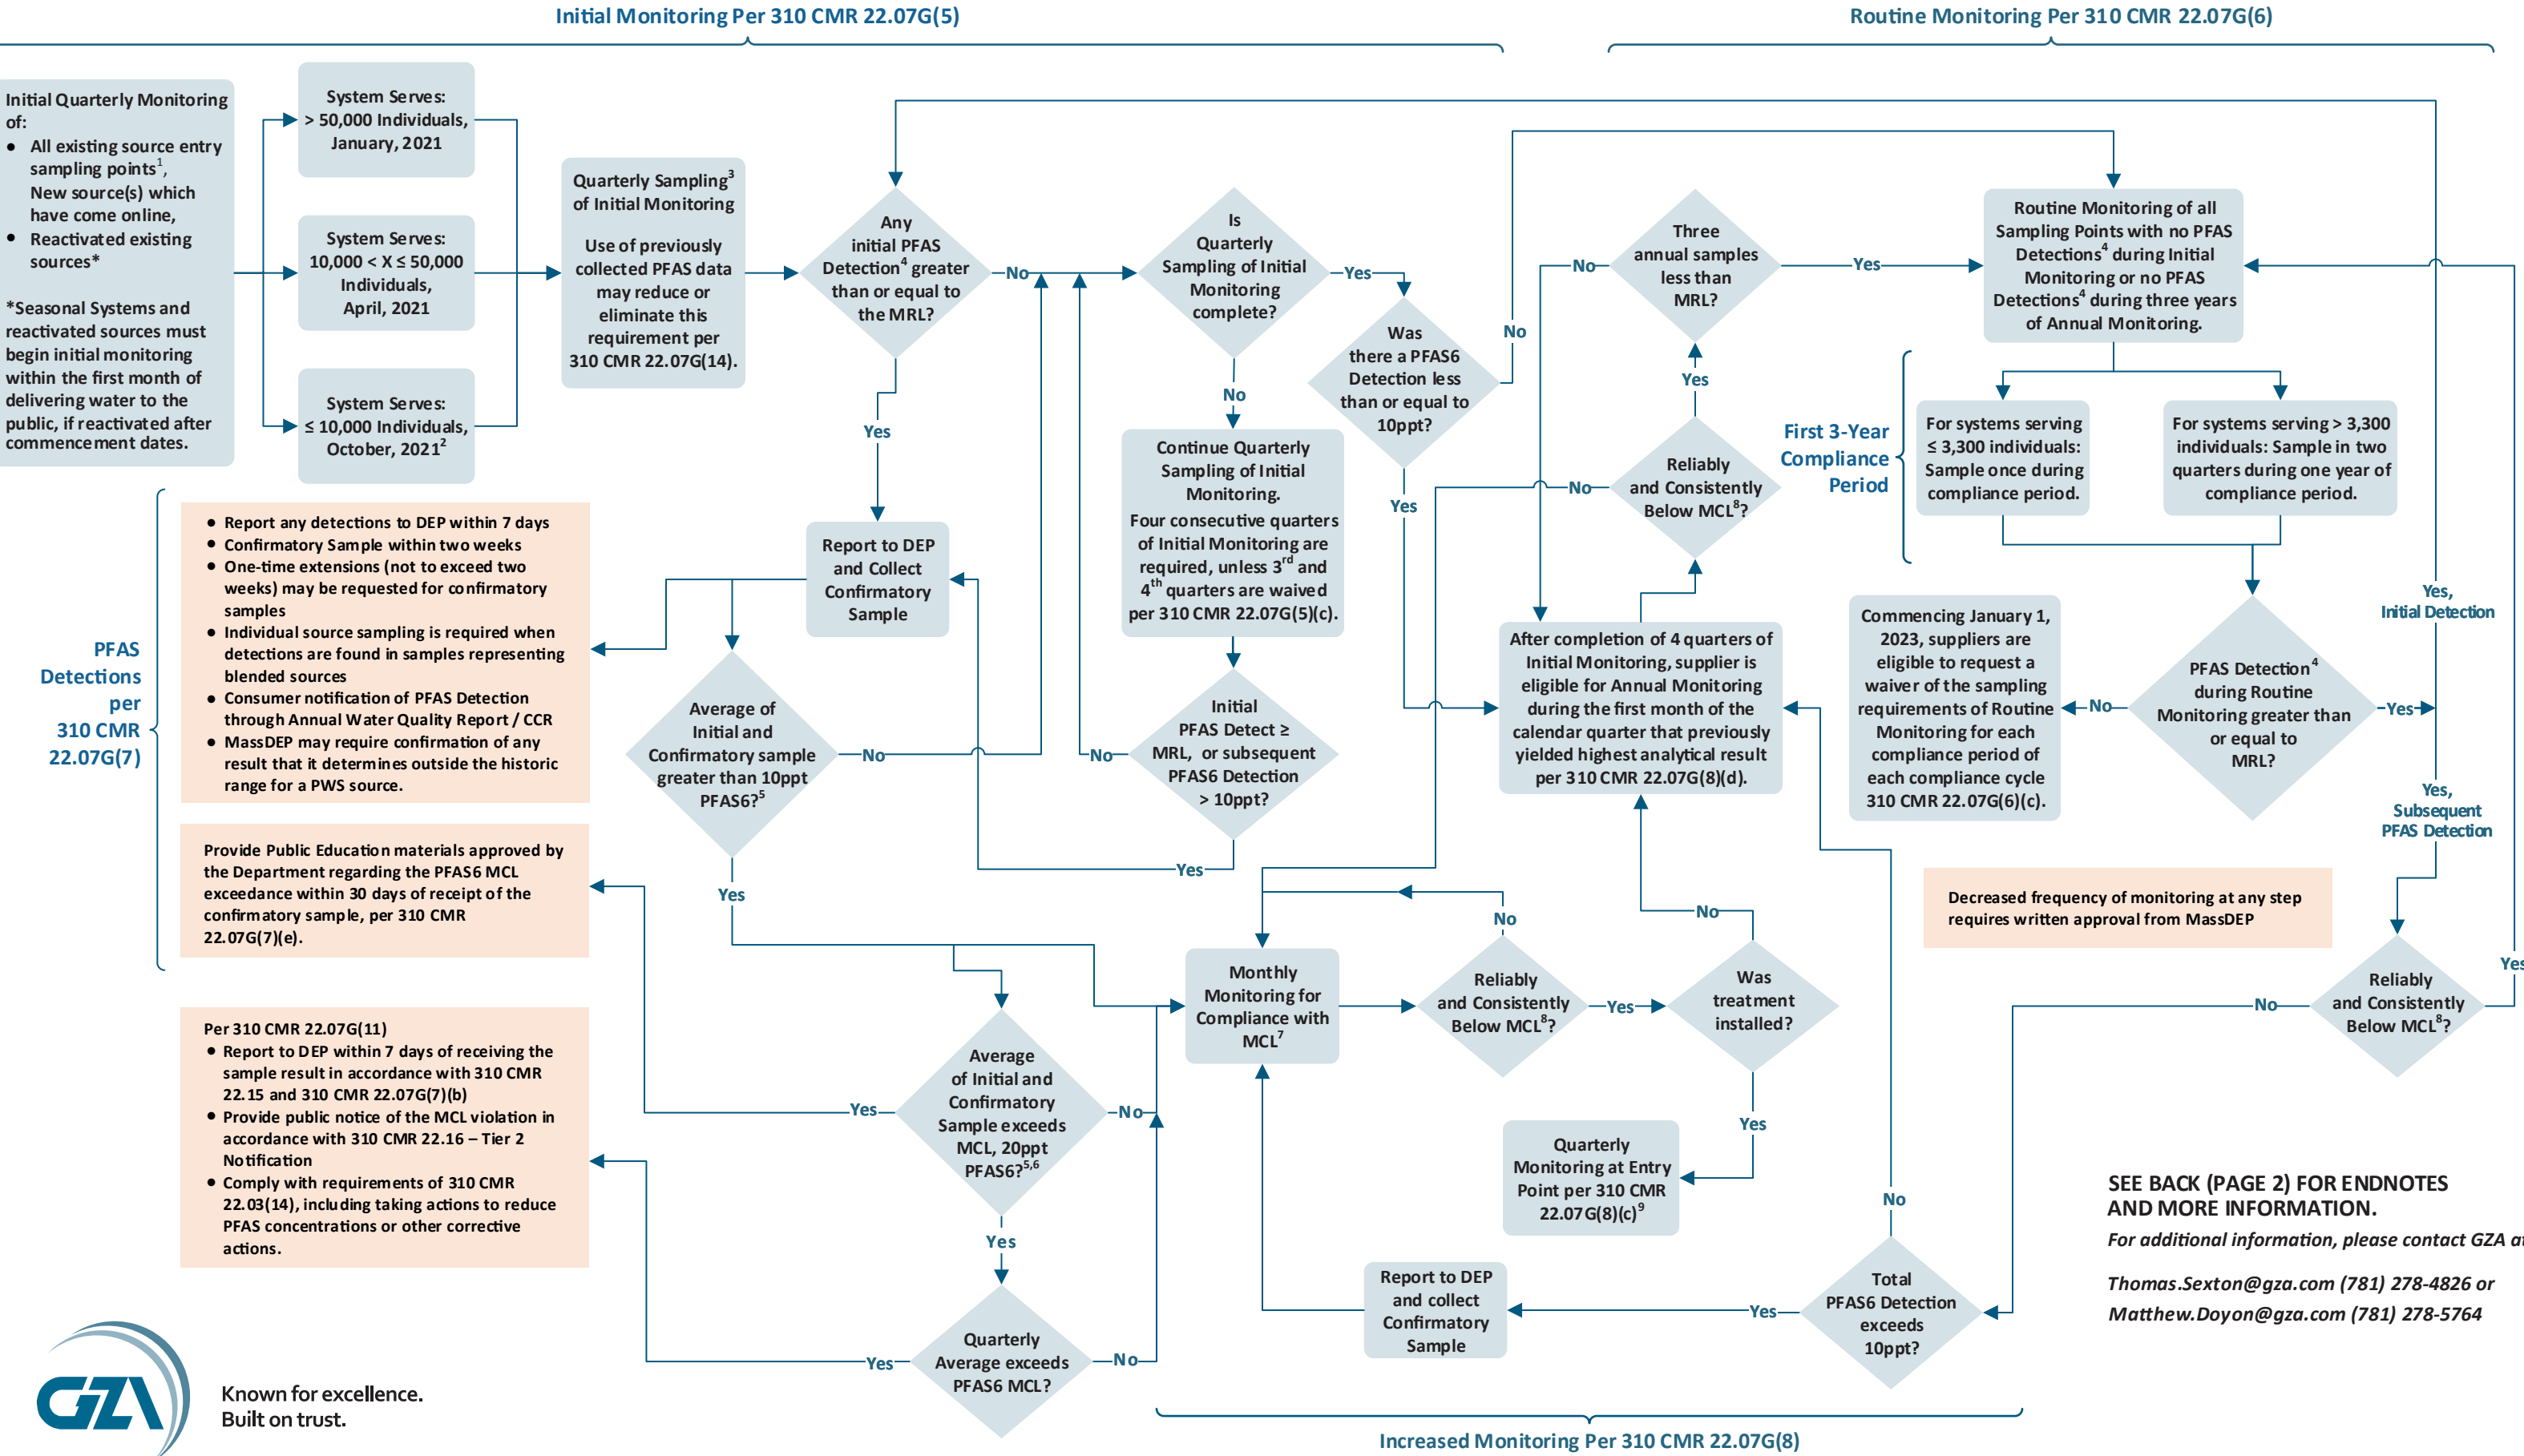 Initial Monitoring Per 310 CMR 22.07G(5)
Routine Monitoring Per 310 CMR 22.07G(6)
Initial Quarterly Monitoring
of:
● All existing source entry
sampling points¹,
New source(s) which
have come online,
● Reactivated existing
sources*
*Seasonal Systems and
reactivated sources must
begin initial monitoring
within the first month of
delivering water to the
public, if reactivated after
commencement dates.
System Serves:
> 50,000 Individuals,
January, 2021
System Serves:
10,000 < X ≤ 50,000
Individuals,
April, 2021
System Serves:
≤ 10,000 Individuals,
October, 2021²
Quarterly Sampling³
of Initial Monitoring
Use of previously
collected PFAS data
may reduce or
eliminate this
requirement per
310 CMR 22.07G(14).
Any
initial PFAS
Detection⁴ greater
than or equal to
the MRL?
No
Yes
Is
Quarterly
Sampling of Initial
Monitoring
complete?
Yes
No
Was
there a PFAS6
Detection less
than or equal to
10ppt?
No
Yes
Continue Quarterly
Sampling of Initial
Monitoring.
Four consecutive quarters
of Initial Monitoring are
required, unless 3rd and
4th quarters are waived
per 310 CMR 22.07G(5)(c).
Initial
PFAS Detect ≥
MRL, or subsequent
PFAS6 Detection
> 10ppt?
No
Yes
Three
annual samples
less than
MRL?
No
Yes
Yes
Reliably
and Consistently
Below MCL⁸?
No
Routine Monitoring of all
Sampling Points with no PFAS
Detections⁴ during Initial
Monitoring or no PFAS
Detections⁴ during three years
of Annual Monitoring.
First 3-Year
Compliance
Period
For systems serving
≤ 3,300 individuals:
Sample once during
compliance period.
For systems serving > 3,300
individuals: Sample in two
quarters during one year of
compliance period.
Commencing January 1,
2023, suppliers are
eligible to request a
waiver of the sampling
requirements of Routine
Monitoring for each
compliance period of
each compliance cycle
310 CMR 22.07G(6)(c).
No
PFAS Detection⁴
during Routine
Monitoring greater than
or equal to
MRL?
Yes
Yes,
Initial Detection
Yes,
Subsequent
PFAS Detection
After completion of 4 quarters of
Initial Monitoring, supplier is
eligible for Annual Monitoring
during the first month of the
calendar quarter that previously
yielded highest analytical result
per 310 CMR 22.07G(8)(d).
PFAS
Detections
per
310 CMR
22.07G(7)
● Report any detections to DEP within 7 days
● Confirmatory Sample within two weeks
● One-time extensions (not to exceed two
weeks) may be requested for confirmatory
samples
● Individual source sampling is required when
detections are found in samples representing
blended sources
● Consumer notification of PFAS Detection
through Annual Water Quality Report / CCR
● MassDEP may require confirmation of any
result that it determines outside the historic
range for a PWS source.
Provide Public Education materials approved by
the Department regarding the PFAS6 MCL
exceedance within 30 days of receipt of the
confirmatory sample, per 310 CMR
22.07G(7)(e).
Per 310 CMR 22.07G(11)
● Report to DEP within 7 days of receiving the
sample result in accordance with 310 CMR
22.15 and 310 CMR 22.07G(7)(b)
● Provide public notice of the MCL violation in
accordance with 310 CMR 22.16 – Tier 2
Notification
● Comply with requirements of 310 CMR
22.03(14), including taking actions to reduce
PFAS concentrations or other corrective
actions.
Report to DEP
and Collect
Confirmatory
Sample
Average of
Initial and
Confirmatory sample
greater than 10ppt
PFAS6?⁵
No
Yes
Average
of Initial and
Confirmatory
Sample exceeds
MCL, 20ppt
PFAS6?⁵,⁶
Yes
No
Yes
Quarterly
Average exceeds
PFAS6 MCL?
Yes
No
Monthly
Monitoring for
Compliance with
MCL⁷
Reliably
and Consistently
Below MCL⁸?
No
Yes
Was
treatment
installed?
No
Yes
Quarterly
Monitoring at Entry
Point per 310 CMR
22.07G(8)(c)⁹
Report to DEP
and collect
Confirmatory
Sample
Yes
Total
PFAS6 Detection
exceeds
10ppt?
No
Decreased frequency of monitoring at any step
requires written approval from MassDEP
Reliably
and Consistently
Below MCL⁸?
No
Yes
SEE BACK (PAGE 2) FOR ENDNOTES
AND MORE INFORMATION.
For additional information, please contact GZA at
Thomas.Sexton@gza.com (781) 278-4826 or
Matthew.Doyon@gza.com (781) 278-5764
GZA
Known for excellence.
Built on trust.
Increased Monitoring Per 310 CMR 22.07G(8)